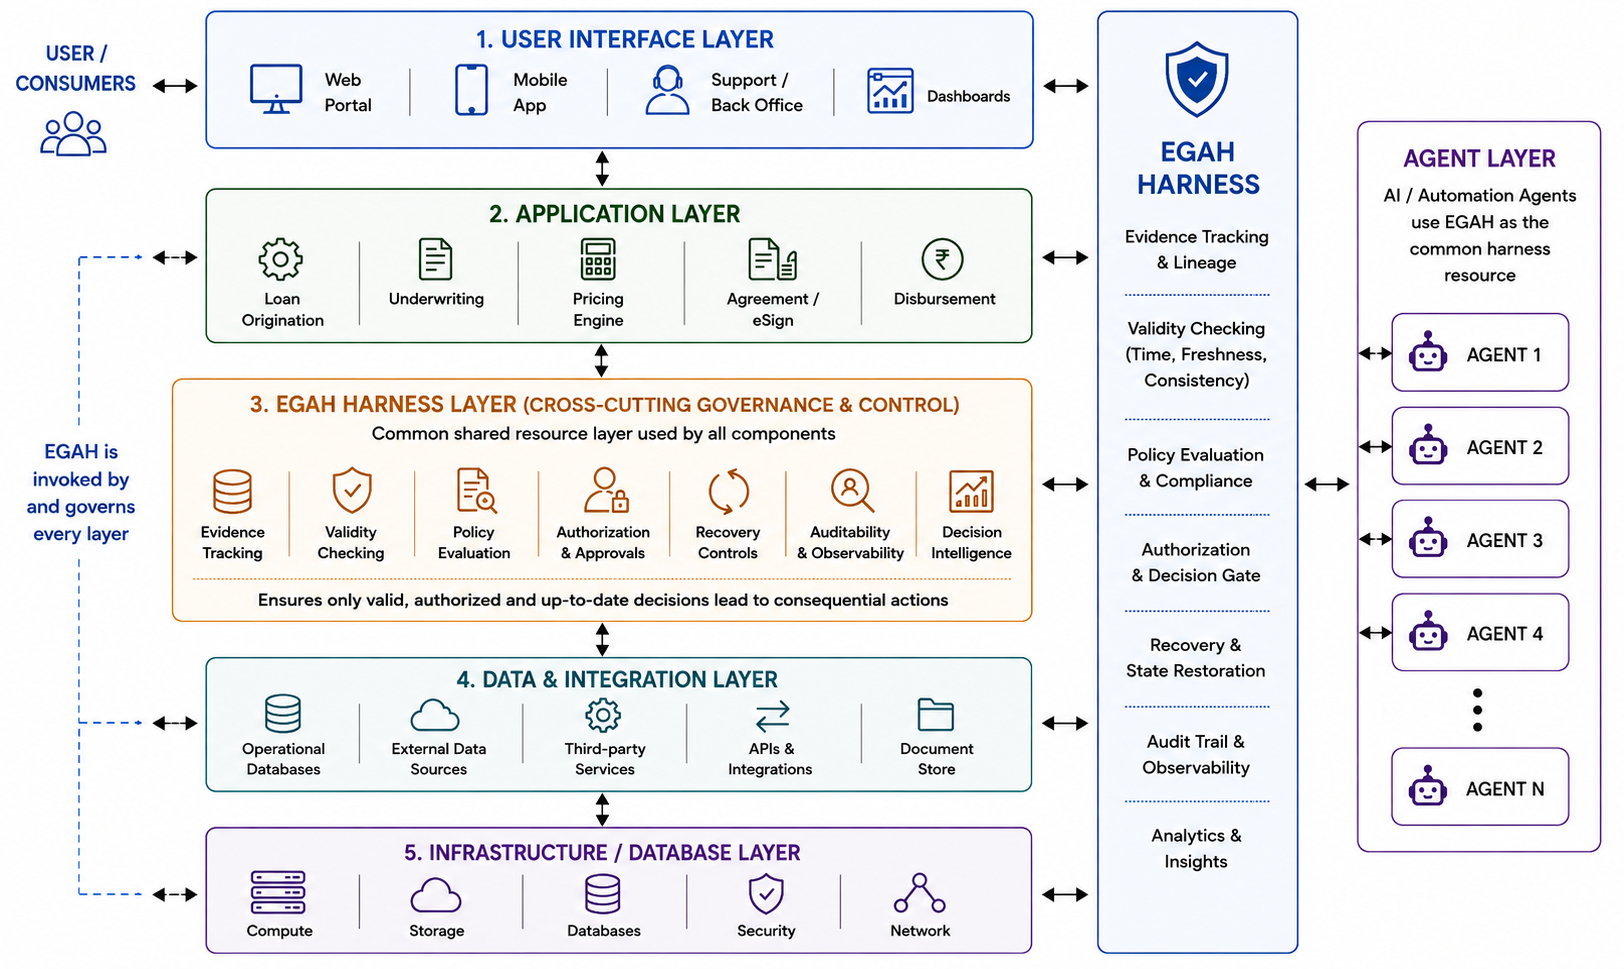 USER /
CONSUMERS
1. USER INTERFACE LAYER
Web
Portal
Mobile
App
Support /
Back Office
Dashboards
2. APPLICATION LAYER
Loan
Origination
Underwriting
Pricing
Engine
Agreement /
eSign
₹
Disbursement
EGAH is
invoked by
and governs
every layer
3. EGAH HARNESS LAYER (CROSS-CUTTING GOVERNANCE & CONTROL)
Common shared resource layer used by all components
Evidence
Tracking
Validity
Checking
Policy
Evaluation
Authorization
& Approvals
Recovery
Controls
Auditability
& Observability
Decision
Intelligence
Ensures only valid, authorized and up-to-date decisions lead to consequential actions
4. DATA & INTEGRATION LAYER
Operational
Databases
External Data
Sources
Third-party
Services
APIs &
Integrations
Document
Store
5. INFRASTRUCTURE / DATABASE LAYER
Compute
Storage
Databases
Security
Network
EGAH
HARNESS
Evidence Tracking
& Lineage
Validity Checking
(Time, Freshness,
Consistency)
Policy Evaluation
& Compliance
Authorization
& Decision Gate
Recovery &
State Restoration
Audit Trail &
Observability
Analytics &
Insights
AGENT LAYER
AI / Automation Agents
use EGAH as the
common harness
resource
AGENT 1
AGENT 2
AGENT 3
AGENT 4
AGENT N